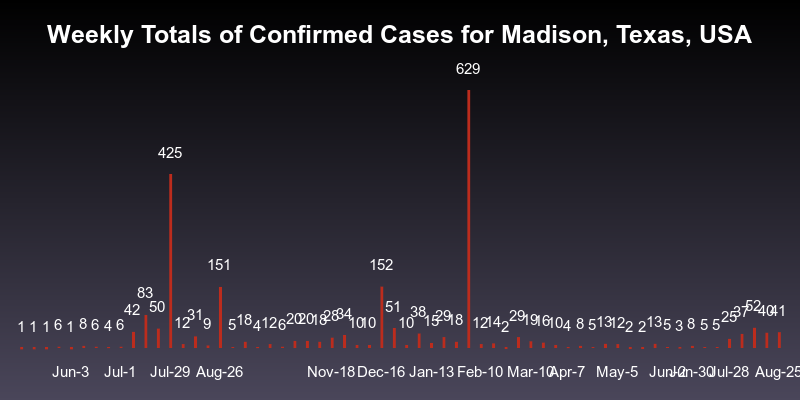 Weekly Totals of Confirmed Cases for Madison, Texas, USA
1 1 1 6 1 8 6 4 6 42 83 50 425 12 31 9 151 5 18 4 12 6 20 20 18 28 34 10 10 152 51 10 38 15 29 18 629 12 14 2 29 19 16 10 4 8 5 13 12 2 2 13 5 3 8 5 5 25 37 52 40 41
Jun-3 Jul-1 Jul-29 Aug-26 Nov-18 Dec-16 Jan-13 Feb-10 Mar-10 Apr-7 May-5 Jun-2 Jun-30 Jul-28 Aug-25